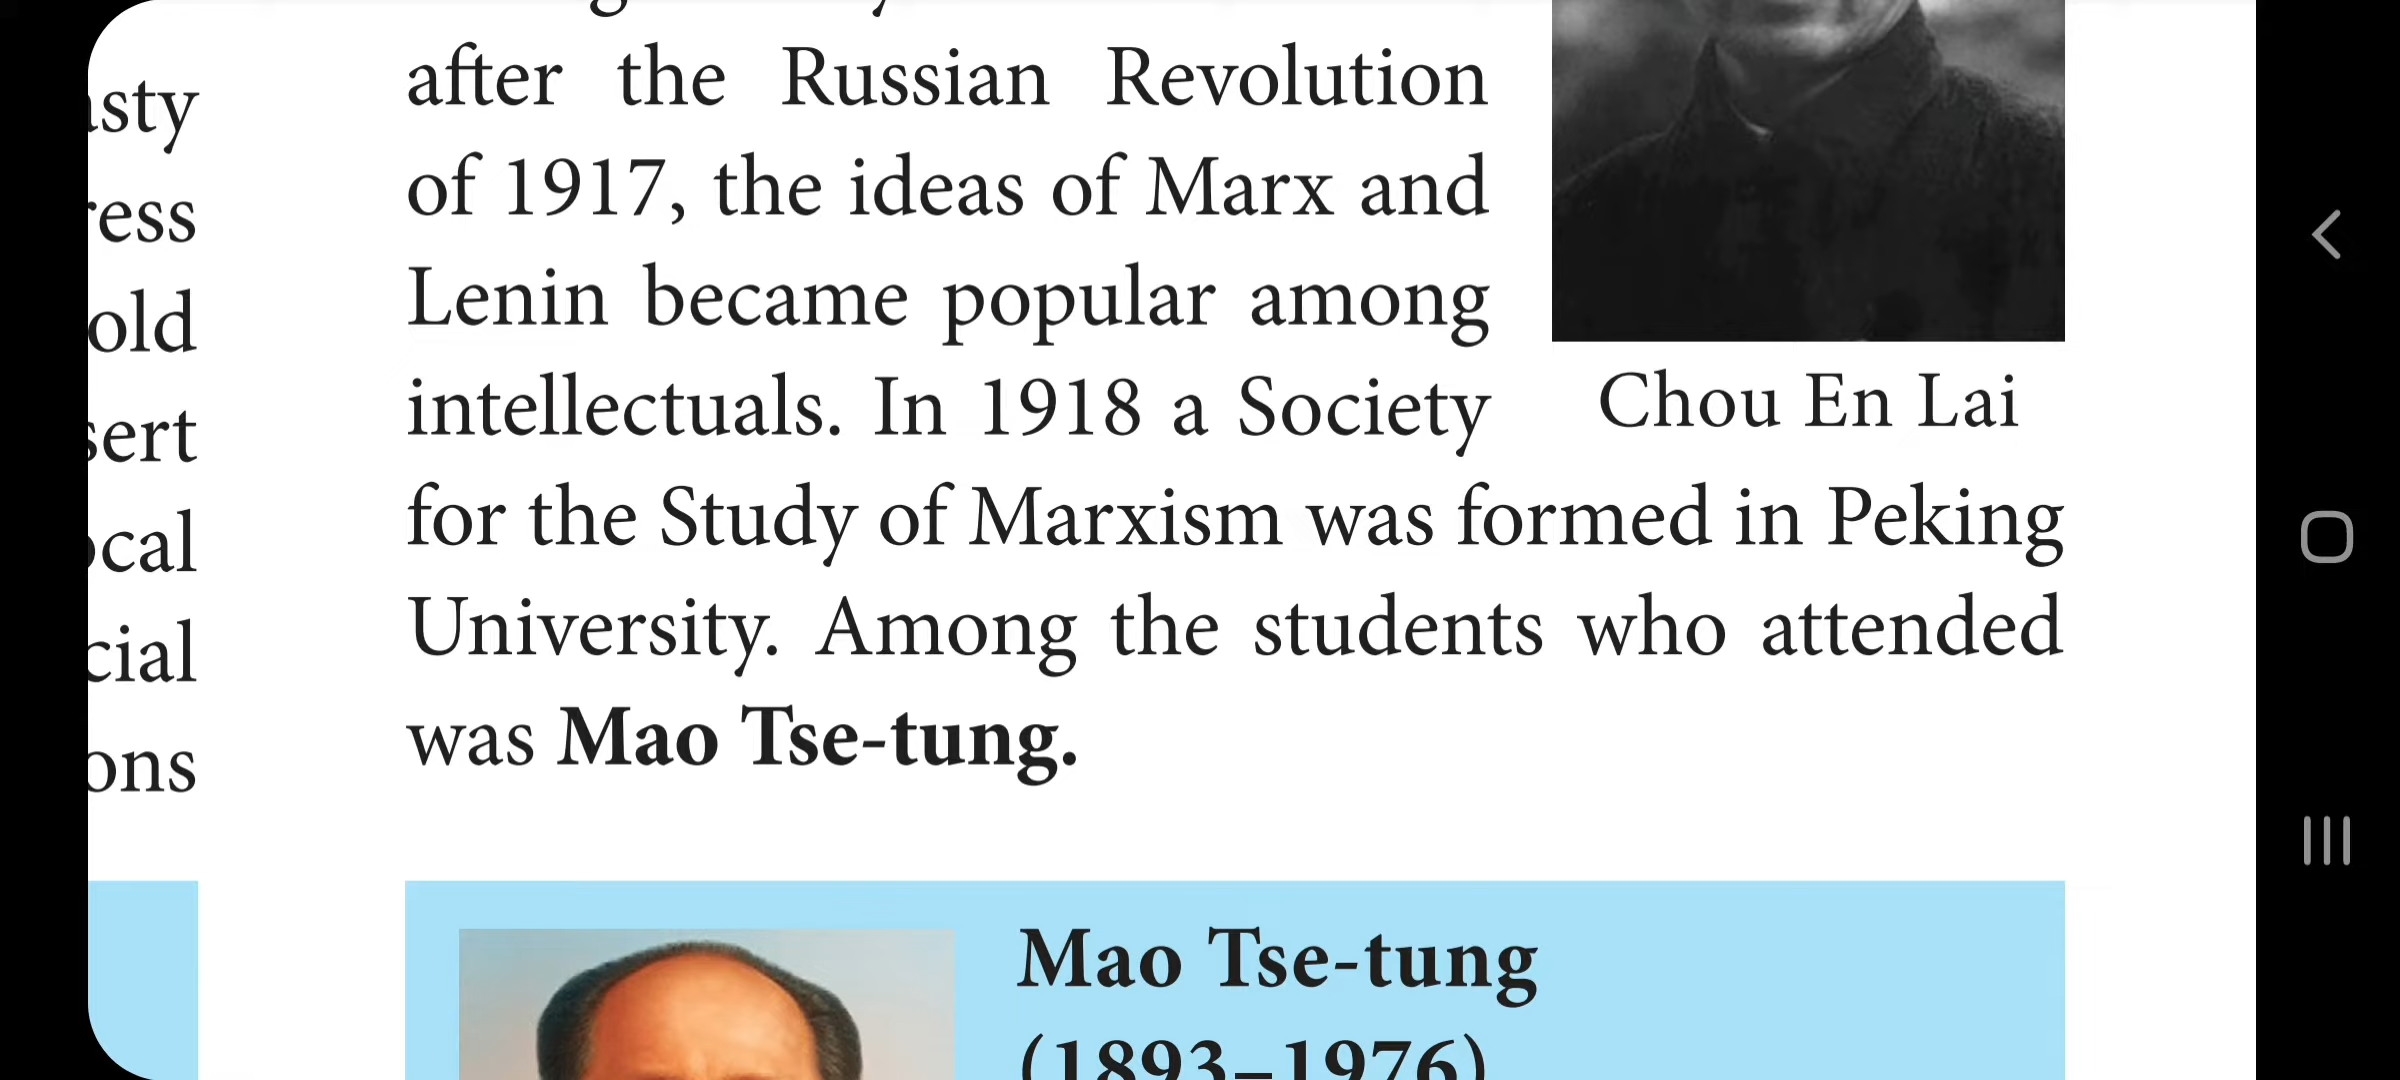 sty
ess
old
sert
cal
cial
ons
after the Russian Revolution
of 1917, the ideas of Marx and
Lenin became popular among
intellectuals. In 1918 a Society
for the Study of Marxism was formed in Peking
University. Among the students who attended
was Mao Tse-tung.
Chou En Lai
Mao Tse-tung
(1893–1976)